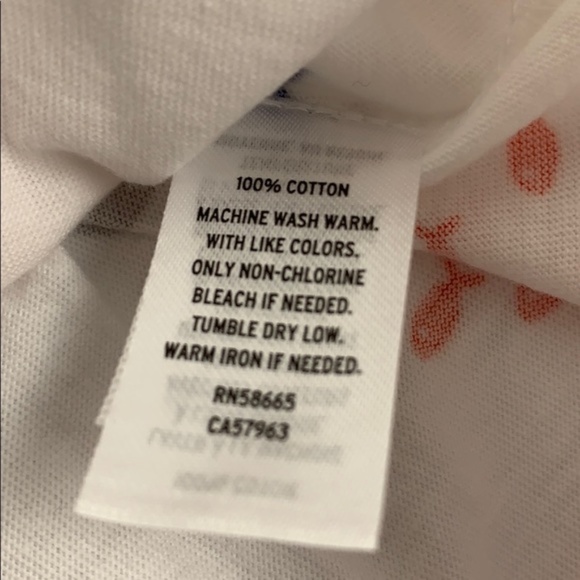 100% COTTON
MACHINE WASH WARM.
WITH LIKE COLORS.
ONLY NON-CHLORINE
BLEACH IF NEEDED.
TUMBLE DRY LOW.
WARM IRON IF NEEDED.
RN58665
CA57963